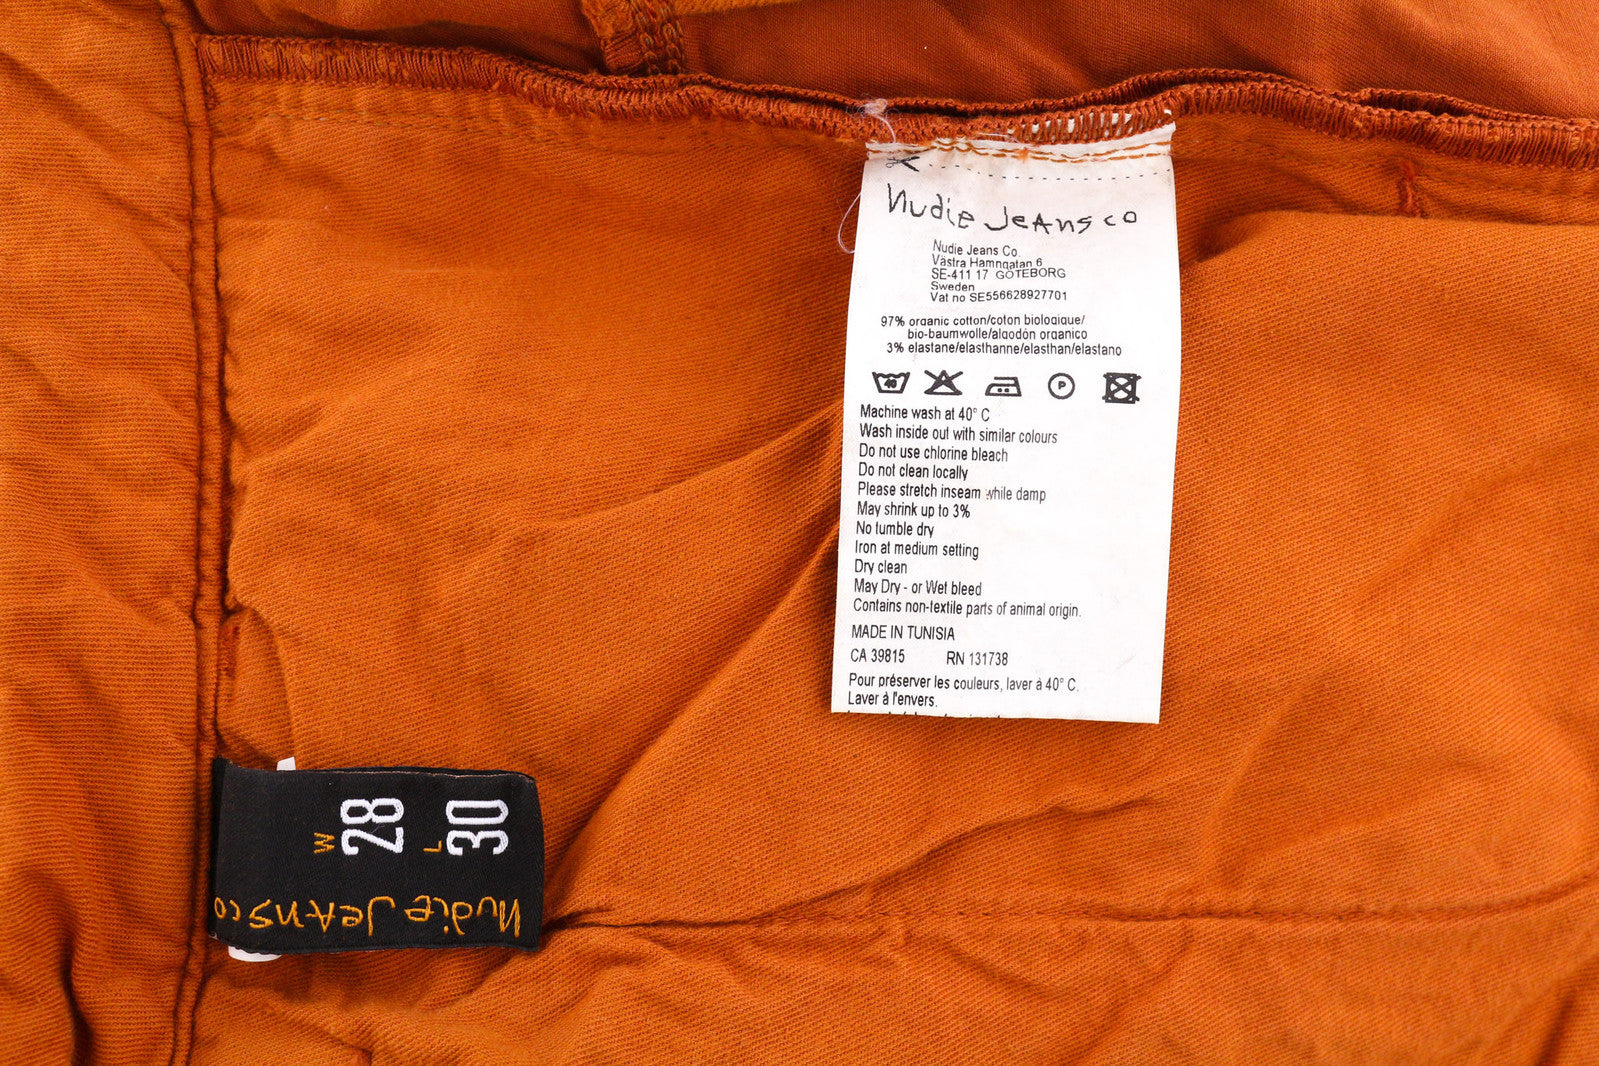 Nudie Jeans co
Nudie Jeans Co.
Västra Hamngatan 6
SE-411 17 GÖTEBORG
Sweden
Vat no SE556628927701
97% organic cotton/coton biologique/
bio-baumwolle/algodón organico
3% elastane/elasthanne/elasthan/elastano
40
P
Machine wash at 40° C
Wash inside out with similar colours
Do not use chlorine bleach
Do not clean locally
Please stretch inseam while damp
May shrink up to 3%
No tumble dry
Iron at medium setting
Dry clean
May Dry - or Wet bleed
Contains non-textile parts of animal origin.
MADE IN TUNISIA
CA 39815 RN 131738
Pour préserver les couleurs, laver à 40° C.
Laver à l'envers.
W 28
L 30
Nudie Jeans co